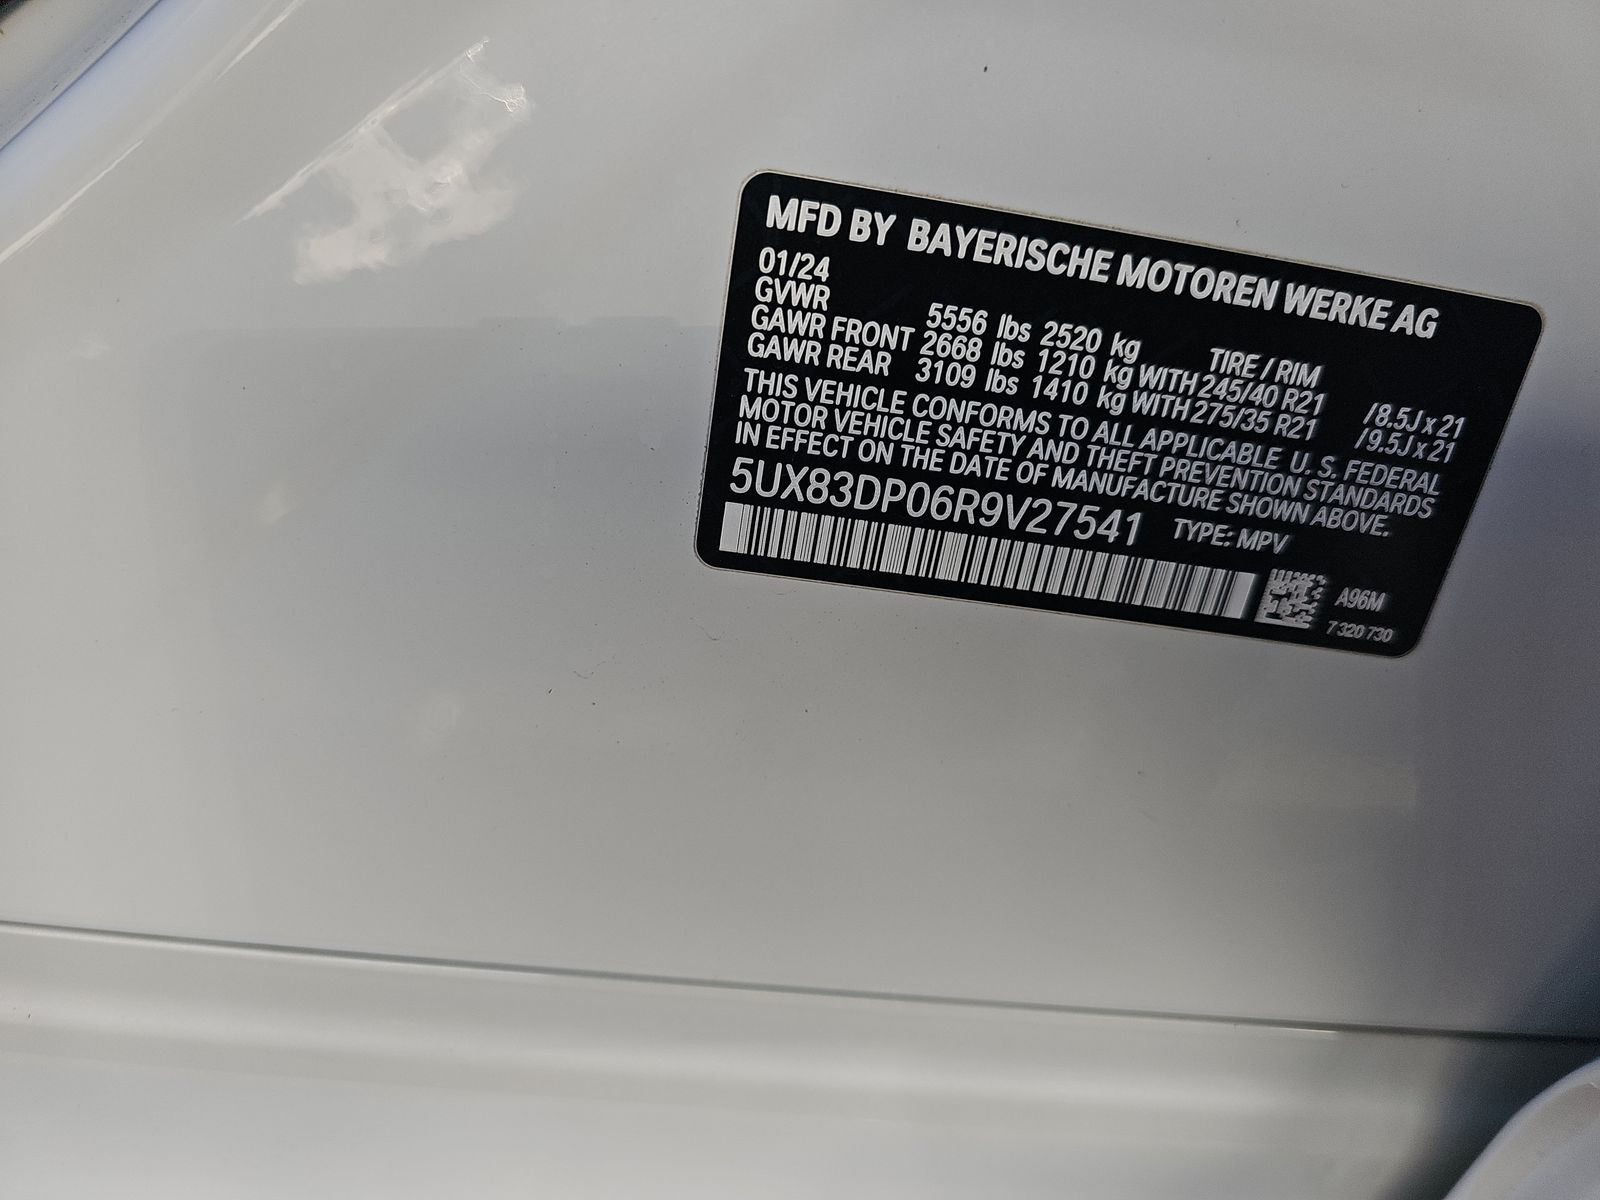 MFD BY BAYERISCHE MOTOREN WERKE AG
01/24
GVWR 5556 lbs 2520 kg TIRE / RIM
GAWR FRONT 2668 lbs 1210 kg WITH 245/40 R21 /8.5J x 21
GAWR REAR 3109 lbs 1410 kg WITH 275/35 R21 /9.5J x 21
THIS VEHICLE CONFORMS TO ALL APPLICABLE U. S. FEDERAL
MOTOR VEHICLE SAFETY AND THEFT PREVENTION STANDARDS
IN EFFECT ON THE DATE OF MANUFACTURE SHOWN ABOVE.
5UX83DP06R9V27541 TYPE: MPV
A96M
7 320 730